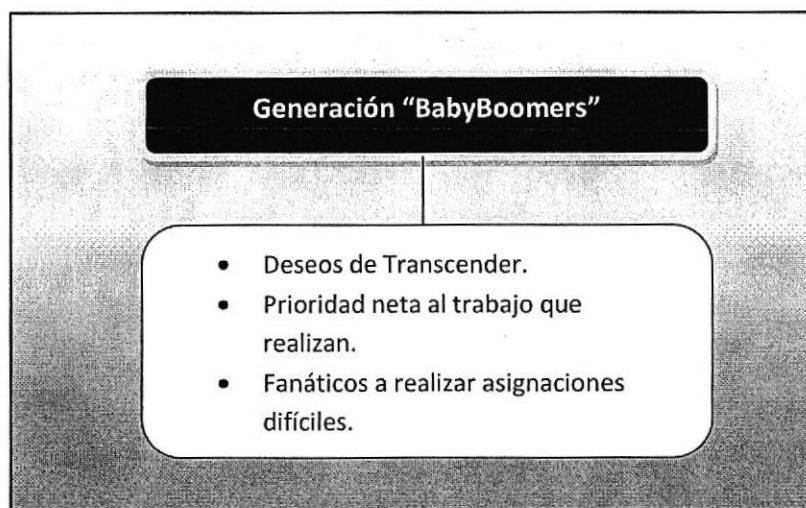 Generación “BabyBoomers”
• Deseos de Transcender.
• Prioridad neta al trabajo que
realizan.
• Fanáticos a realizar asignaciones
difíciles.